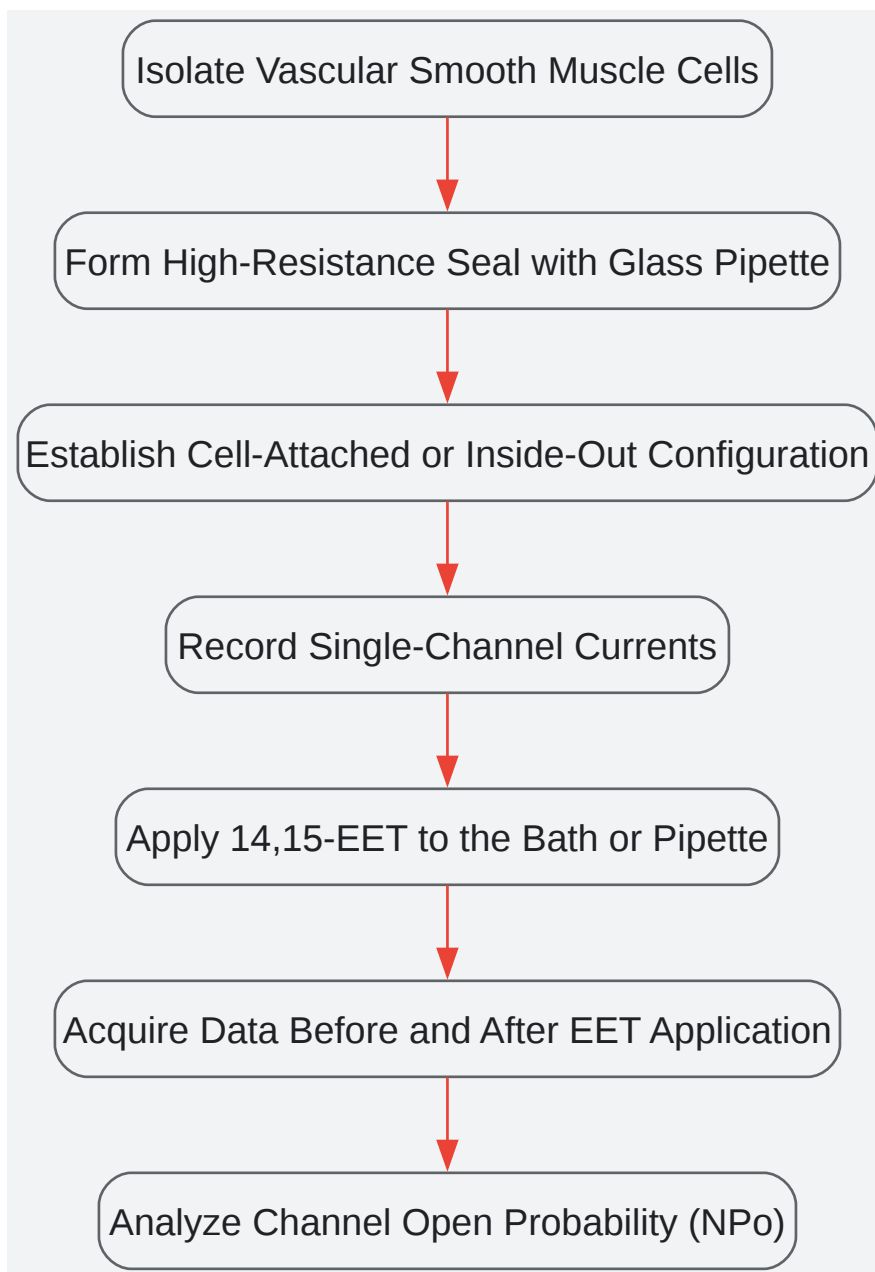 Isolate Vascular Smooth Muscle Cells
Form High-Resistance Seal with Glass Pipette
Establish Cell-Attached or Inside-Out Configuration
Record Single-Channel Currents
Apply 14,15-EET to the Bath or Pipette
Acquire Data Before and After EET Application
Analyze Channel Open Probability (NPo)